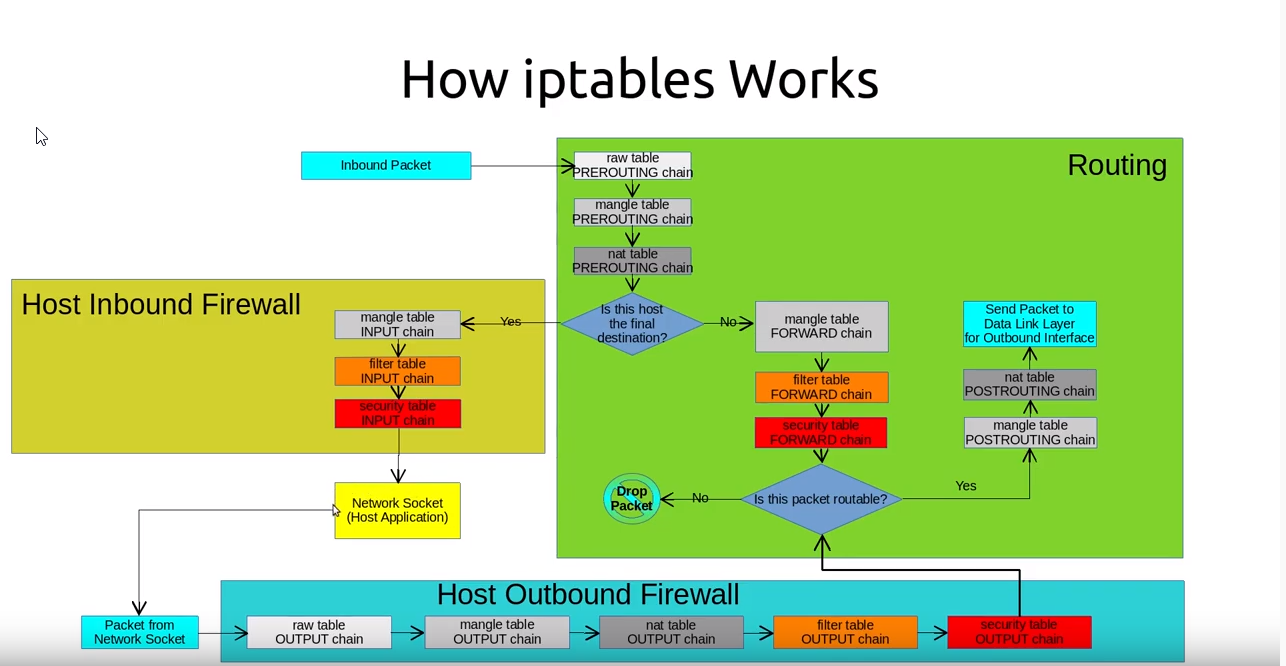 How iptables Works
Routing
Inbound Packet
raw table
PREROUTING chain
mangle table
PREROUTING chain
nat table
PREROUTING chain
Is this host
the final
destination?
Yes
No
Host Inbound Firewall
mangle table
INPUT chain
filter table
INPUT chain
security table
INPUT chain
Network Socket
(Host Application)
mangle table
FORWARD chain
filter table
FORWARD chain
security table
FORWARD chain
Is this packet routable?
No
Drop
Packet
Yes
mangle table
POSTROUTING chain
nat table
POSTROUTING chain
Send Packet to
Data Link Layer
for Outbound Interface
Host Outbound Firewall
Packet from
Network Socket
raw table
OUTPUT chain
mangle table
OUTPUT chain
nat table
OUTPUT chain
filter table
OUTPUT chain
security table
OUTPUT chain